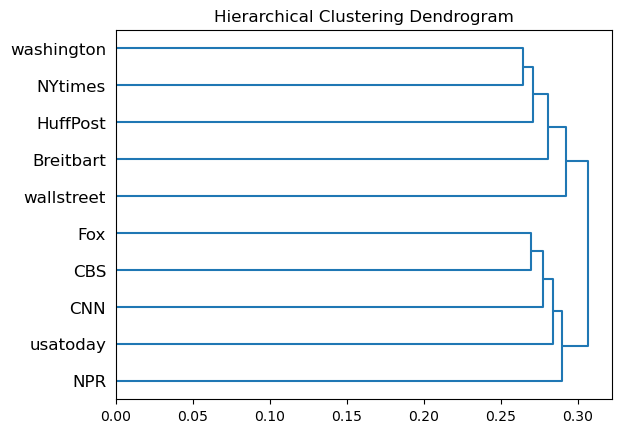 Hierarchical Clustering Dendrogram
washington
NYtimes
HuffPost
Breitbart
wallstreet
Fox
CBS
CNN
usatoday
NPR
0.00 0.05 0.10 0.15 0.20 0.25 0.30